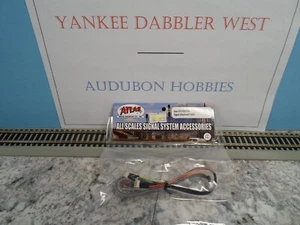 YANKEE DABBLER WEST
AUDUBON HOBBIES
ATLAS
ALL SCALES SIGNAL SYSTEM ACCESSORIES